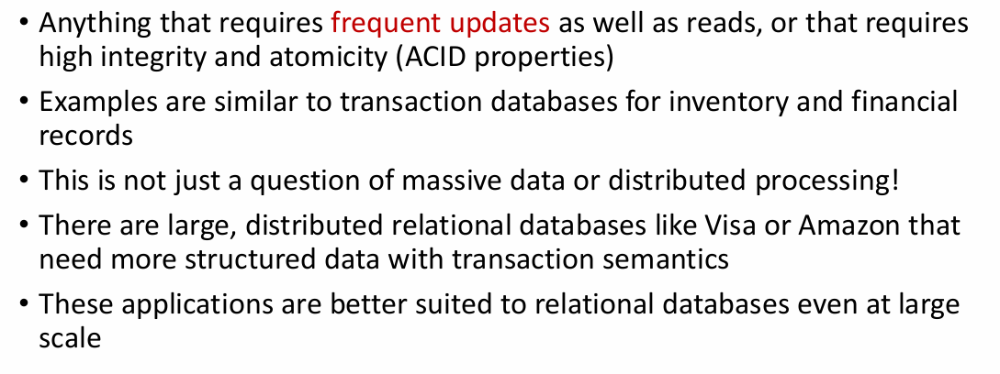 • Anything that requires frequent updates as well as reads, or that requires
high integrity and atomicity (ACID properties)
• Examples are similar to transaction databases for inventory and financial
records
• This is not just a question of massive data or distributed processing!
• There are large, distributed relational databases like Visa or Amazon that
need more structured data with transaction semantics
• These applications are better suited to relational databases even at large
scale